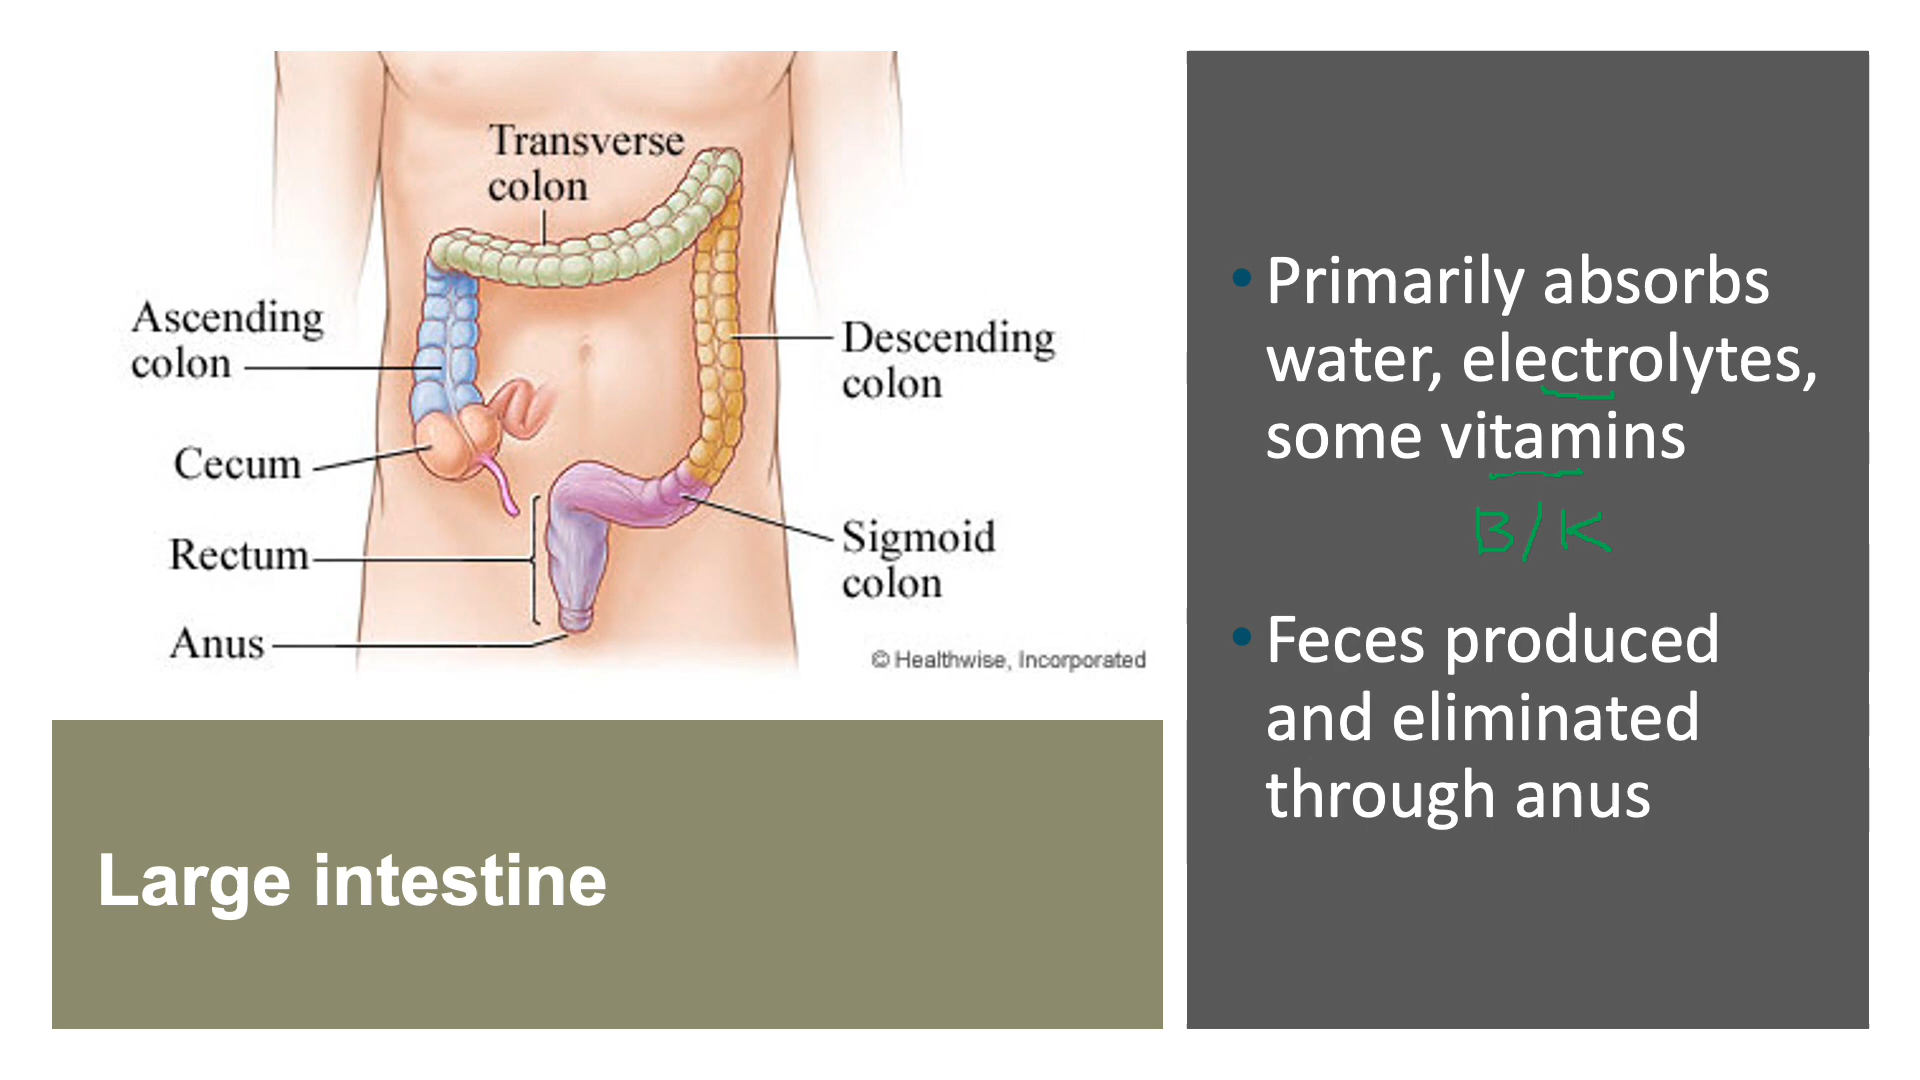 Transverse
colon
Ascending
colon
Descending
colon
Cecum
Sigmoid
colon
Rectum
Anus
© Healthwise, Incorporated
Large intestine
• Primarily absorbs
water, electrolytes,
some vitamins
B/K
• Feces produced
and eliminated
through anus